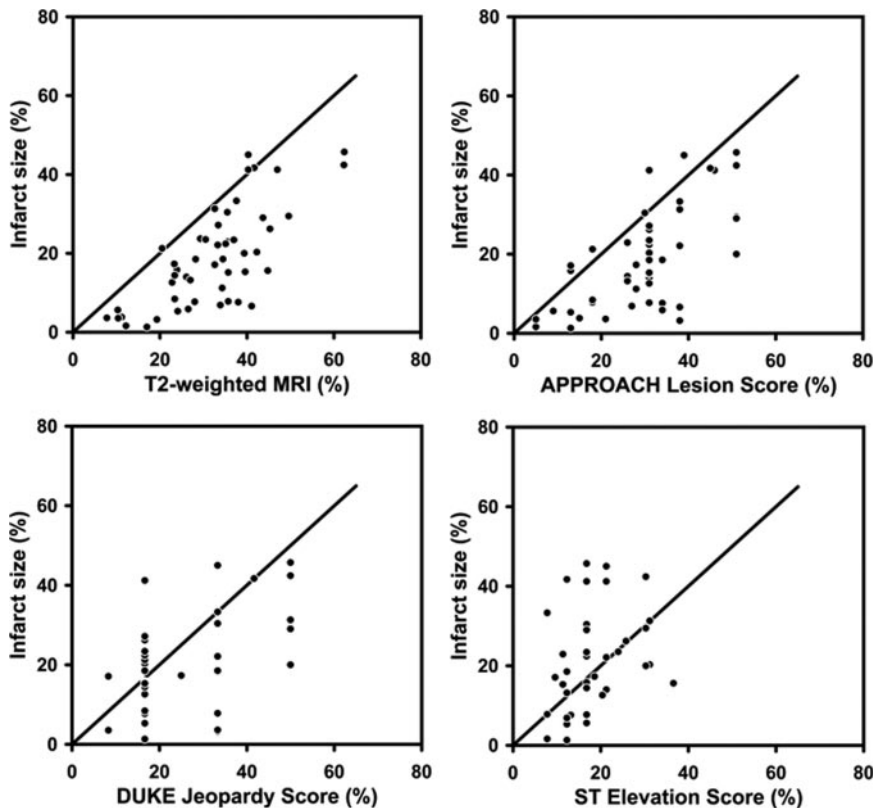 80
60
40
20
0
Infarct size (%)
0 20 40 60 80
T2-weighted MRI (%)
80
60
40
20
0
Infarct size (%)
0 20 40 60 80
APPROACH Lesion Score (%)
80
60
40
20
0
Infarct size (%)
0 20 40 60 80
DUKE Jeopardy Score (%)
80
60
40
20
0
Infarct size (%)
0 20 40 60 80
ST Elevation Score (%)